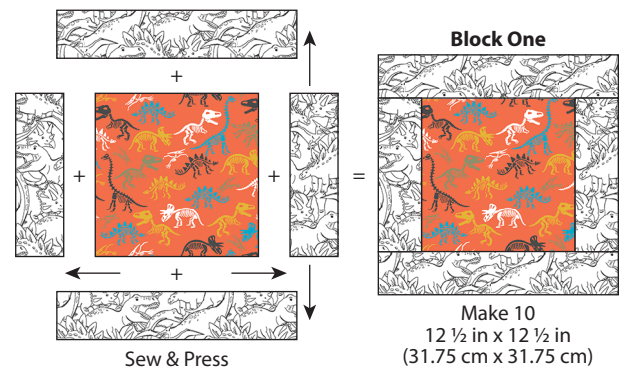 Block One
+
+
+
=
+
Sew & Press
Make 10
12 ½ in x 12 ½ in
(31.75 cm x 31.75 cm)